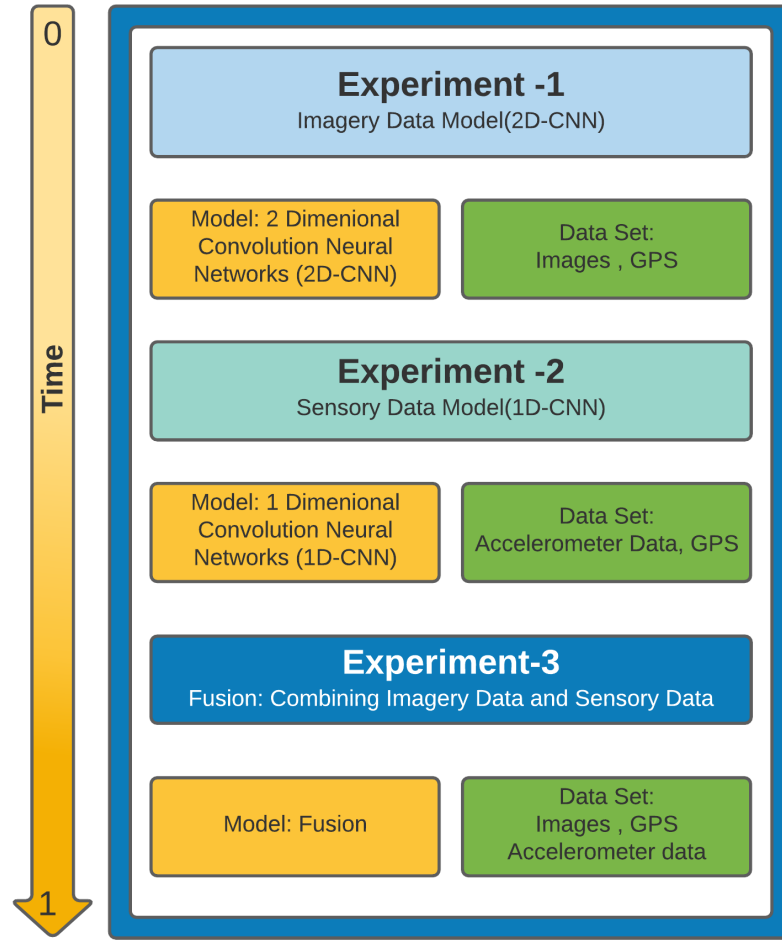 0
Time
1
Experiment -1
Imagery Data Model(2D-CNN)
Model: 2 Dimenional
Convolution Neural
Networks (2D-CNN)
Data Set:
Images , GPS
Experiment -2
Sensory Data Model(1D-CNN)
Model: 1 Dimenional
Convolution Neural
Networks (1D-CNN)
Data Set:
Accelerometer Data, GPS
Experiment-3
Fusion: Combining Imagery Data and Sensory Data
Model: Fusion
Data Set:
Images , GPS
Accelerometer data